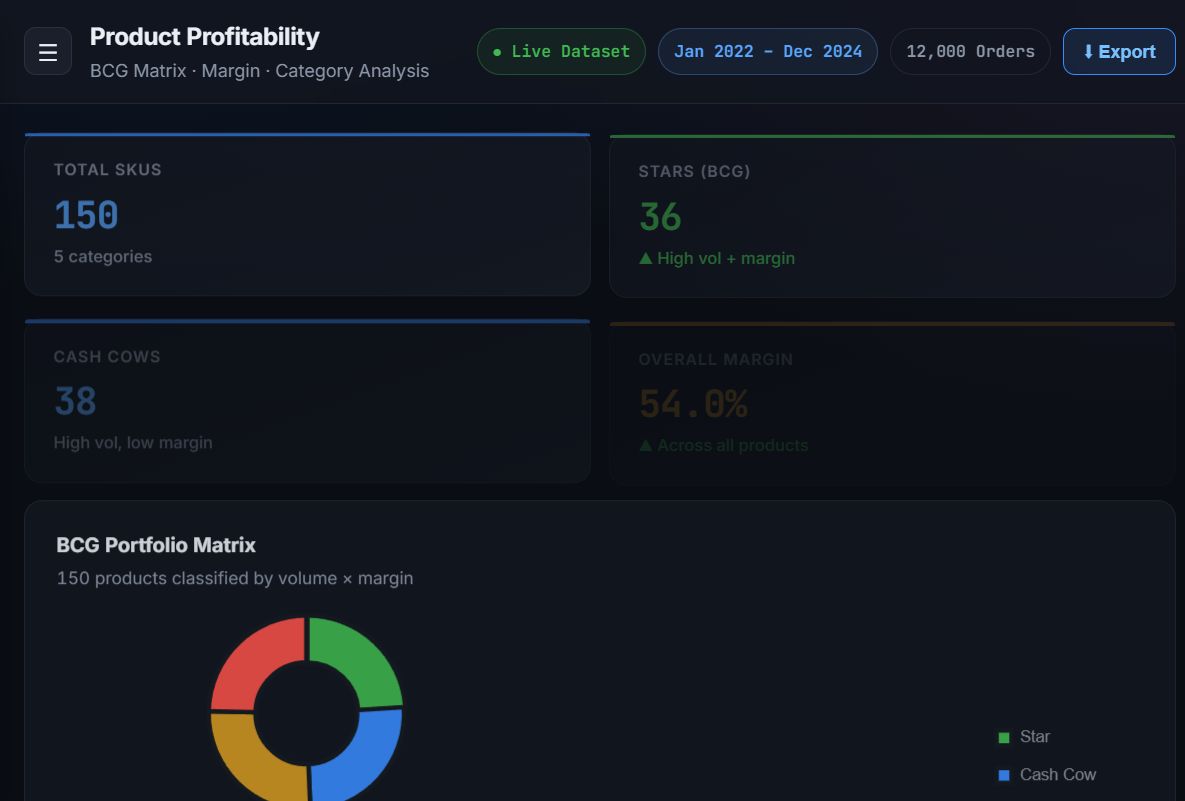 Product Profitability
BCG Matrix · Margin · Category Analysis
● Live Dataset
Jan 2022 – Dec 2024
12,000 Orders
⬇ Export
TOTAL SKUS
150
5 categories
STARS (BCG)
36
▲ High vol + margin
CASH COWS
38
High vol, low margin
OVERALL MARGIN
54.0%
▲ Across all products
BCG Portfolio Matrix
150 products classified by volume × margin
Star
Cash Cow